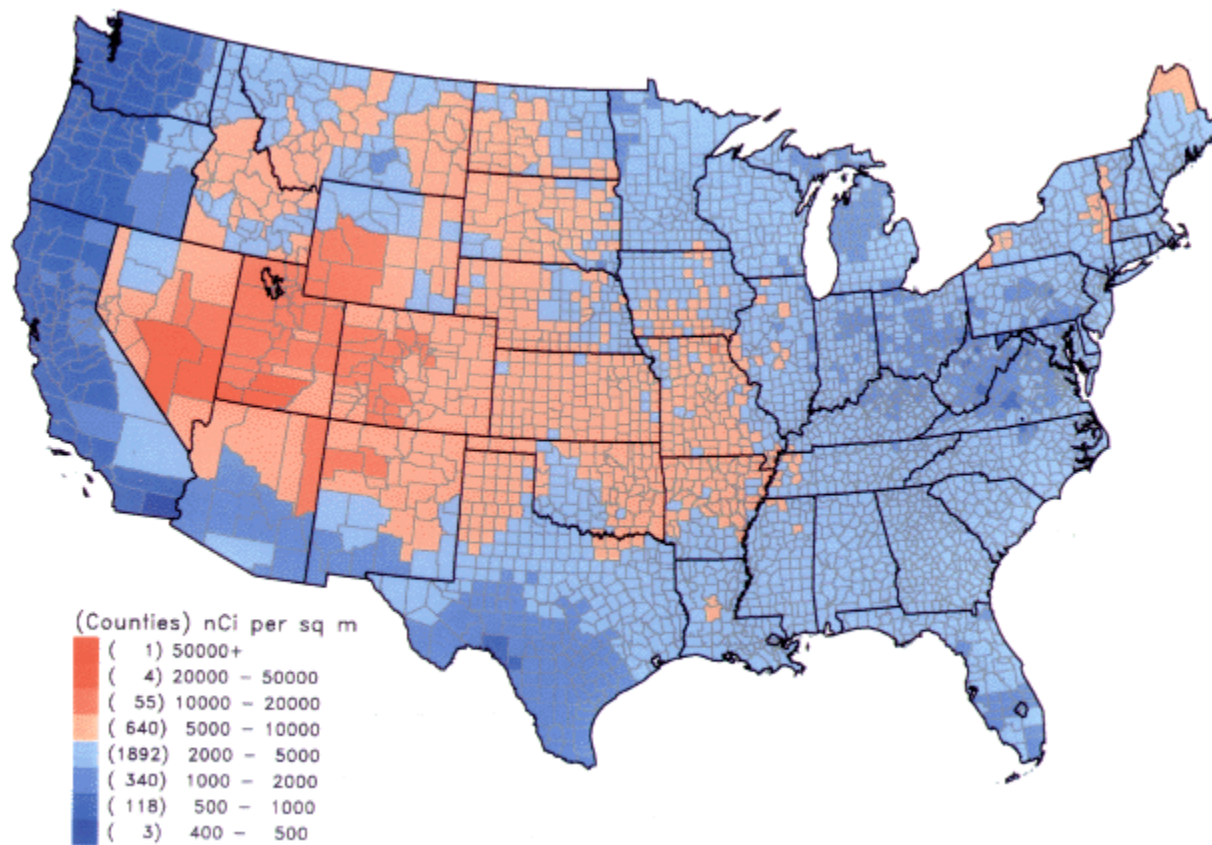 (Counties) nCi per sq m
( 1) 50000+
( 4) 20000 - 50000
( 55) 10000 - 20000
(640) 5000 - 10000
(1892) 2000 - 5000
(340) 1000 - 2000
(118) 500 - 1000
( 3) 400 - 500